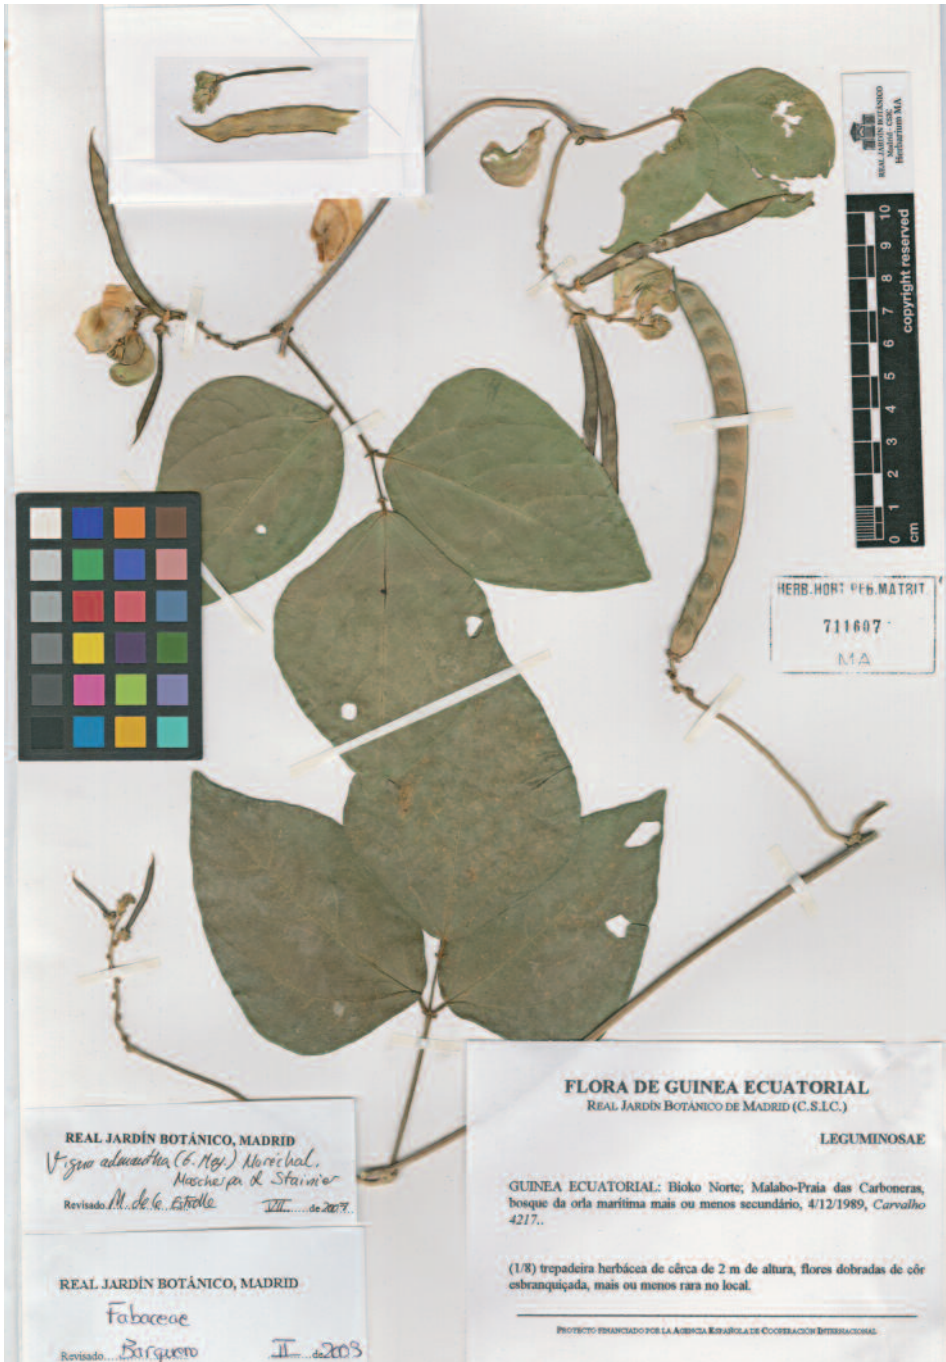 REAL JARDÍN BOTÁNICO
Madrid - CSIC
Herbarium MA
10
9
8
7
6
5
4
3
2
1
0
cm
copyright reserved
HERB. HORT. REG. MATRIT.
711607
MA
FLORA DE GUINEA ECUATORIAL
REAL JARDÍN BOTÁNICO DE MADRID (C.S.I.C.)
LEGUMINOSAE
GUINEA ECUATORIAL: Bioko Norte; Malabo-Praia das Carboneras,
bosque da orla marítima mais ou menos secundário, 4/12/1989, Carvalho
4217..
(1/8) trepadeira herbácea de cêrca de 2 m de altura, flores dobradas de côr
esbranquiçada, mais ou menos rara no local.
PROYECTO FINANCIADO POR LA AGENCIA ESPAÑOLA DE COOPERACIÓN INTERNACIONAL
REAL JARDÍN BOTÁNICO, MADRID
Vigna adenantha (G. Mey.) Maréchal,
Mascherpa & Stainier
Revisado M. de la Estrella VII de 2007
REAL JARDÍN BOTÁNICO, MADRID
Fabaceae
Revisado Barquero II de 2003